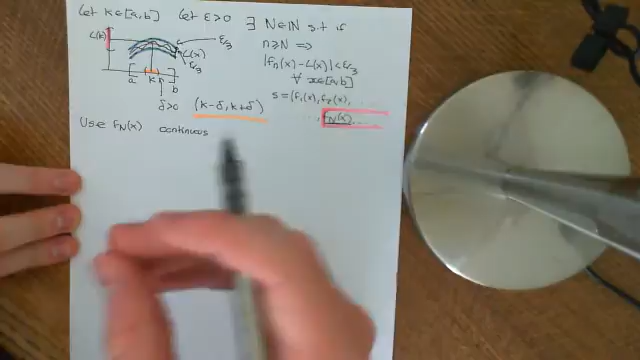 Let k∈[a,b] Let ε>0 ∃ N∈ℕ s.t if
n≥N ⇒
|fn(x)-L(x)|<ε/3
∀ x∈[a,b]
S=(f1(x),f2(x),...
...,fN(x),...
L(k)
ε/3
L(x)
ε/3
a k b
δ>0 (k-δ,k+δ)
Use fN(x) continuous